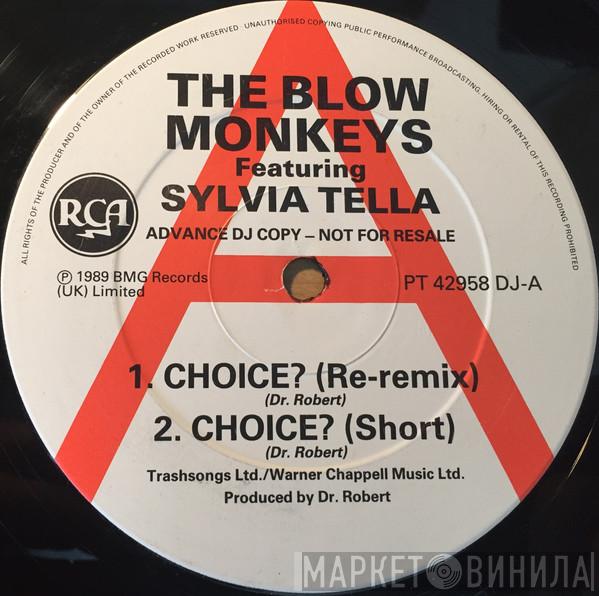 ALL RIGHTS OF THE PRODUCER AND OF THE OWNER OF THE RECORDED WORK RESERVED · UNAUTHORISED COPYING PUBLIC PERFORMANCE BROADCASTING, HIRING OR RENTAL OF THIS RECORDING PROHIBITED
THE BLOW
MONKEYS
Featuring
SYLVIA TELLA
RCA
ADVANCE DJ COPY – NOT FOR RESALE
℗ 1989 BMG Records
(UK) Limited
PT 42958 DJ-A
1. CHOICE? (Re-remix)
(Dr. Robert)
2. CHOICE? (Short)
(Dr. Robert)
Trashsongs Ltd./Warner Chappell Music Ltd.
Produced by Dr. Robert
МАРКЕТ ВИНИЛА